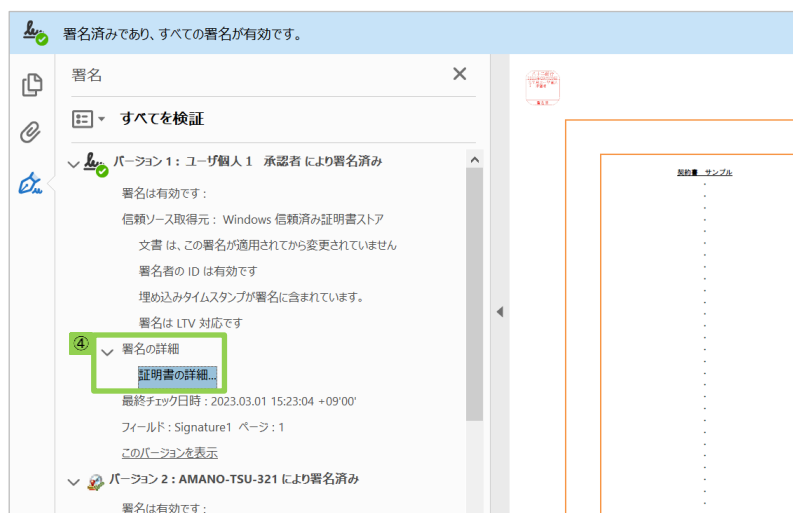 署名済みであり、すべての署名が有効です。
署名
すべてを検証
バージョン 1 : ユーザ個人 1 承認者 により署名済み
署名は有効です :
信頼ソース取得元 : Windows 信頼済み証明書ストア
文書 は、この署名が適用されてから変更されていません
署名者の ID は有効です
埋め込みタイムスタンプが署名に含まれています。
署名は LTV 対応です
④
署名の詳細
証明書の詳細...
最終チェック日時 : 2023.03.01 15:23:04 +09'00'
フィールド : Signature1 ページ : 1
このバージョンを表示
バージョン 2 : AMANO-TSU-321 により署名済み
署名は有効です :
契約書 サンプル